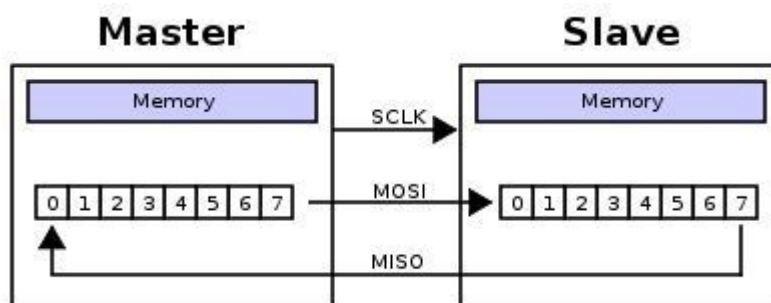 Master Slave
Memory SCLK Memory
0 1 2 3 4 5 6 7 MOSI 0 1 2 3 4 5 6 7
MISO